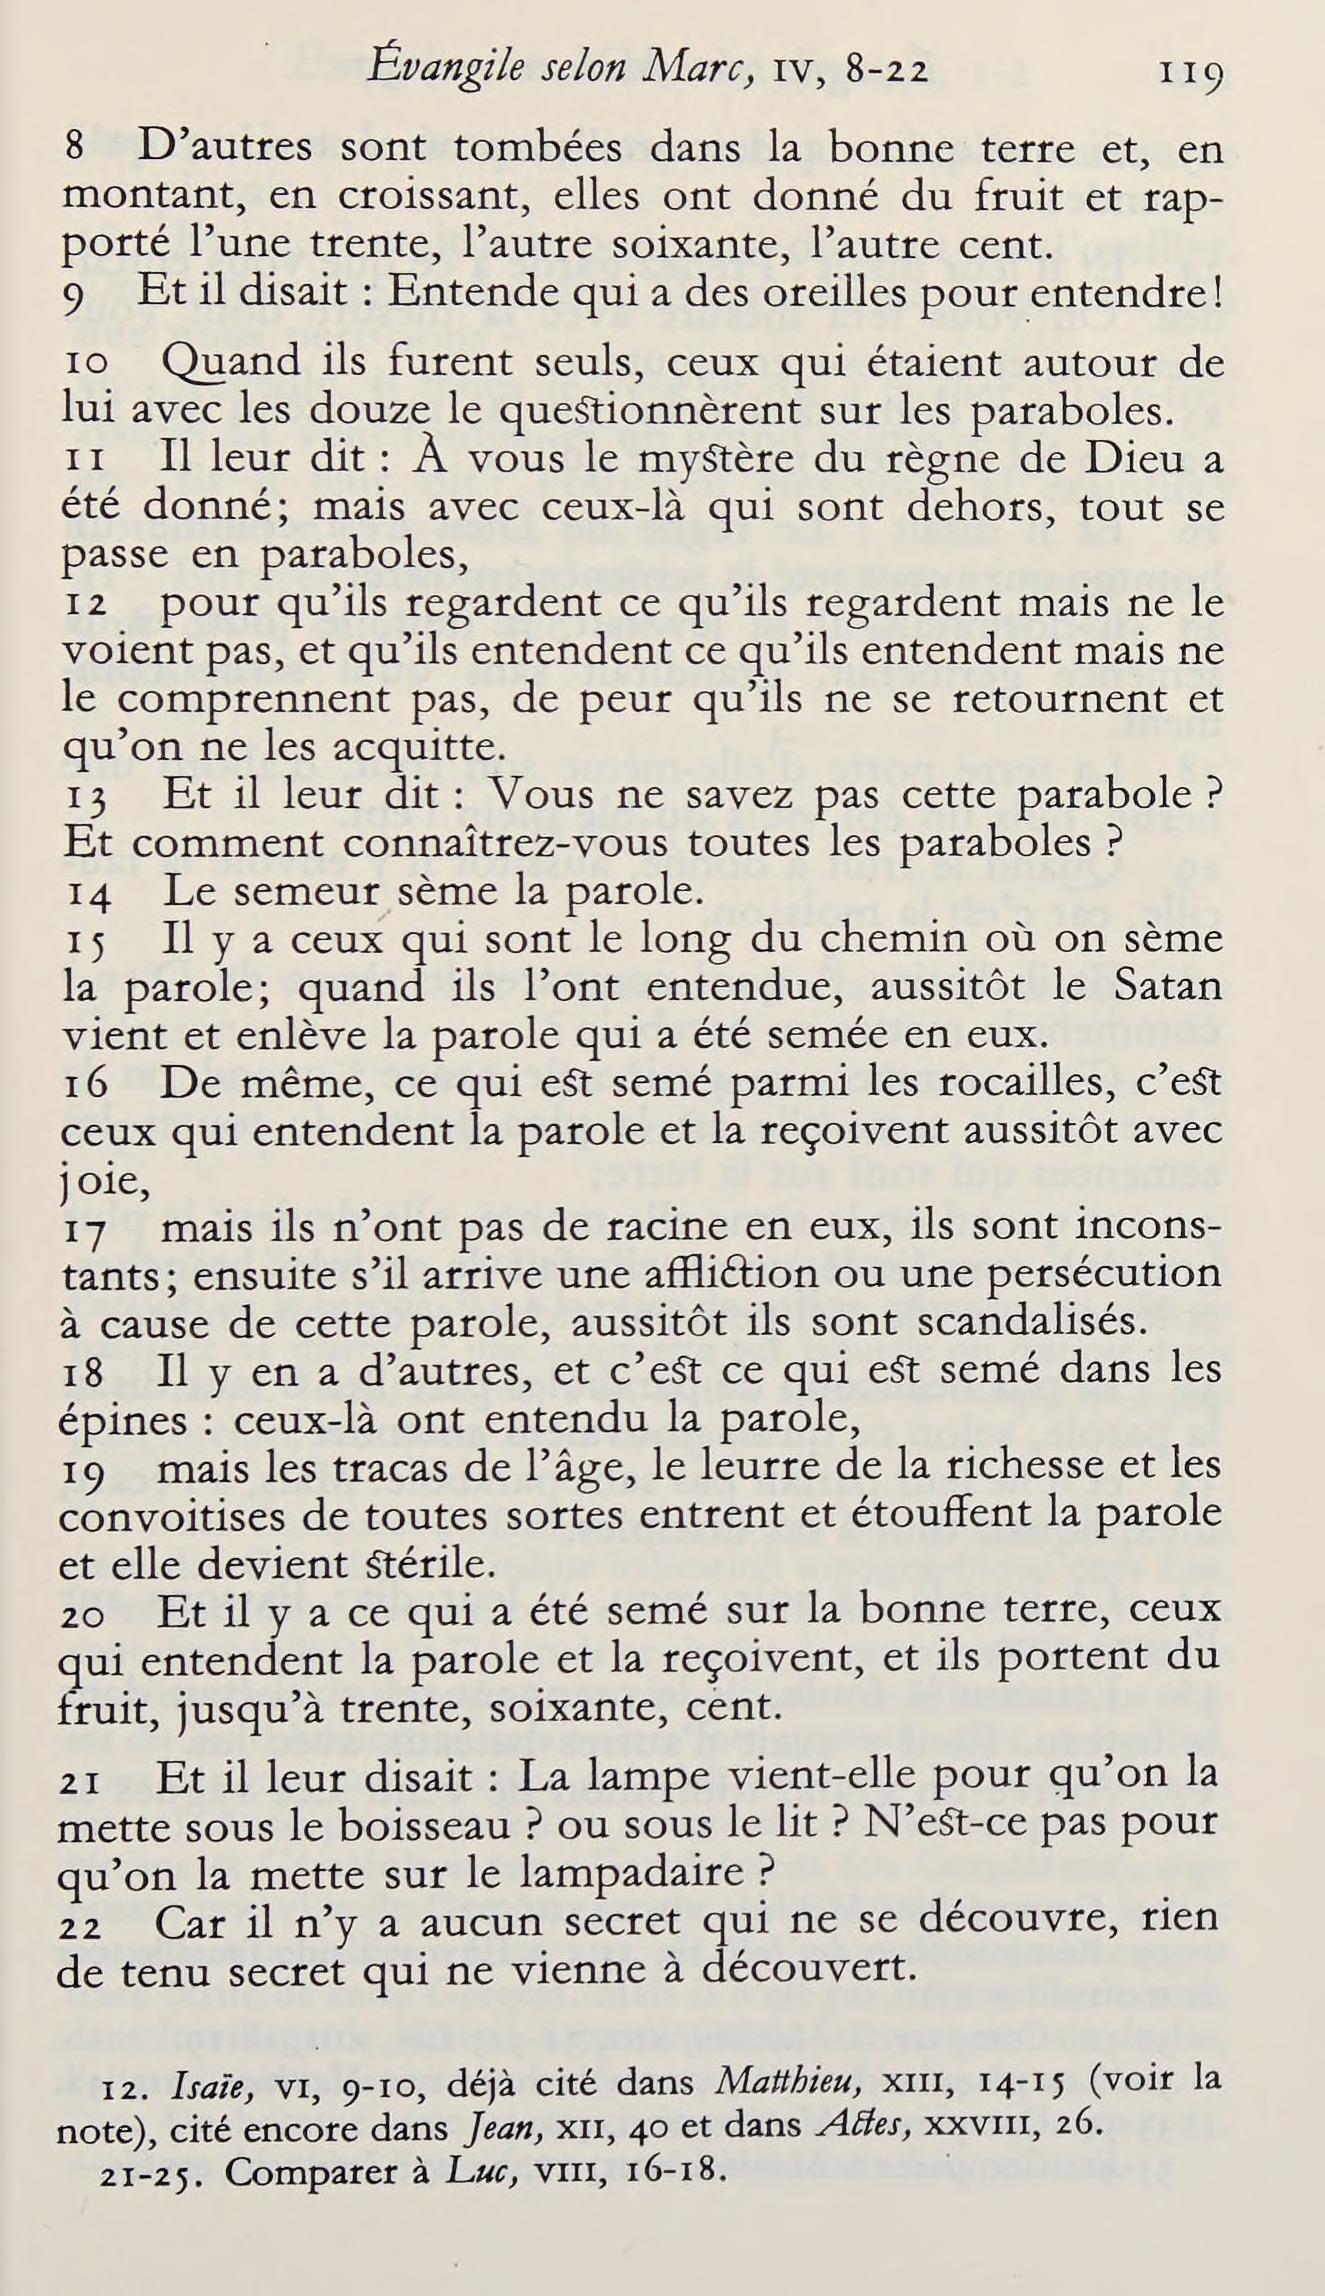 Évangile selon Marc, IV, 8-22 119
8 D’autres sont tombées dans la bonne terre et, en
montant, en croissant, elles ont donné du fruit et rap-
porté l’une trente, l’autre soixante, l’autre cent.
9 Et il disait : Entende qui a des oreilles pour entendre!
10 Quand ils furent seuls, ceux qui étaient autour de
lui avec les douze le questionnèrent sur les paraboles.
11 Il leur dit : À vous le mystère du règne de Dieu a
été donné; mais avec ceux-là qui sont dehors, tout se
passe en paraboles,
12 pour qu’ils regardent ce qu’ils regardent mais ne le
voient pas, et qu’ils entendent ce qu’ils entendent mais ne
le comprennent pas, de peur qu’ils ne se retournent et
qu’on ne les acquitte.
13 Et il leur dit : Vous ne savez pas cette parabole ?
Et comment connaîtrez-vous toutes les paraboles ?
14 Le semeur sème la parole.
15 Il y a ceux qui sont le long du chemin où on sème
la parole; quand ils l’ont entendue, aussitôt le Satan
vient et enlève la parole qui a été semée en eux.
16 De même, ce qui est semé parmi les rocailles, c’est
ceux qui entendent la parole et la reçoivent aussitôt avec
joie,
17 mais ils n’ont pas de racine en eux, ils sont incons-
tants; ensuite s’il arrive une affliction ou une persécution
à cause de cette parole, aussitôt ils sont scandalisés.
18 Il y en a d’autres, et c’est ce qui est semé dans les
épines : ceux-là ont entendu la parole,
19 mais les tracas de l’âge, le leurre de la richesse et les
convoitises de toutes sortes entrent et étouffent la parole
et elle devient stérile.
20 Et il y a ce qui a été semé sur la bonne terre, ceux
qui entendent la parole et la reçoivent, et ils portent du
fruit, jusqu’à trente, soixante, cent.
21 Et il leur disait : La lampe vient-elle pour qu’on la
mette sous le boisseau ? ou sous le lit ? N’est-ce pas pour
qu’on la mette sur le lampadaire ?
22 Car il n’y a aucun secret qui ne se découvre, rien
de tenu secret qui ne vienne à découvert.
12. Isaïe, VI, 9-10, déjà cité dans Matthieu, XIII, 14-15 (voir la
note), cité encore dans Jean, XII, 40 et dans Actes, XXVIII, 26.
21-25. Comparer à Luc, VIII, 16-18.